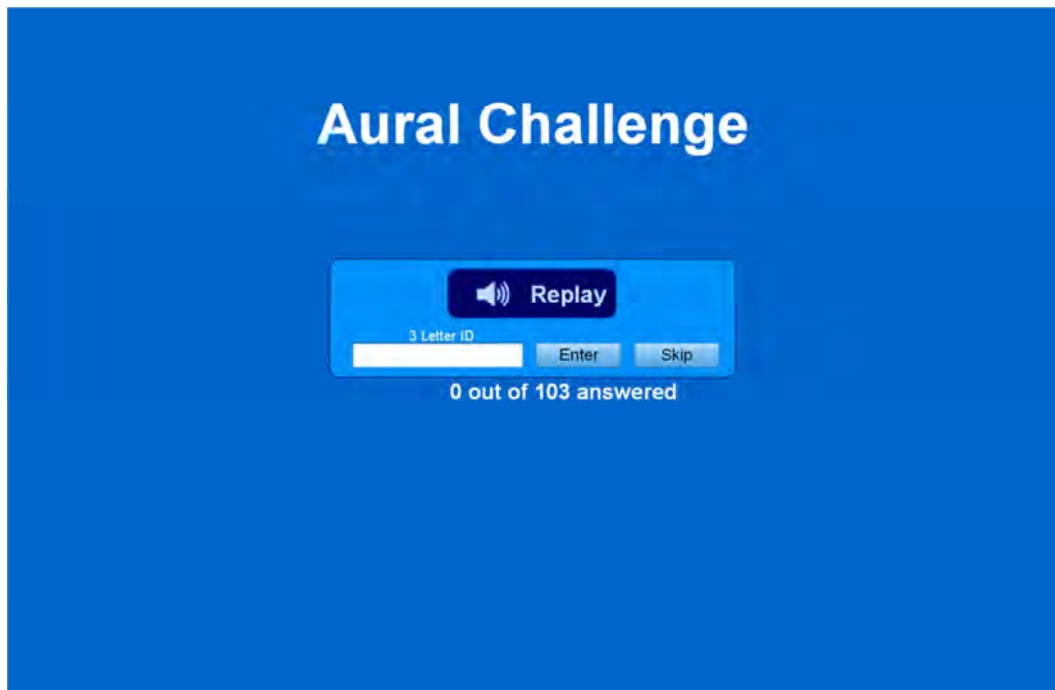 Aural Challenge
Replay
3 Letter ID
Enter Skip
0 out of 103 answered